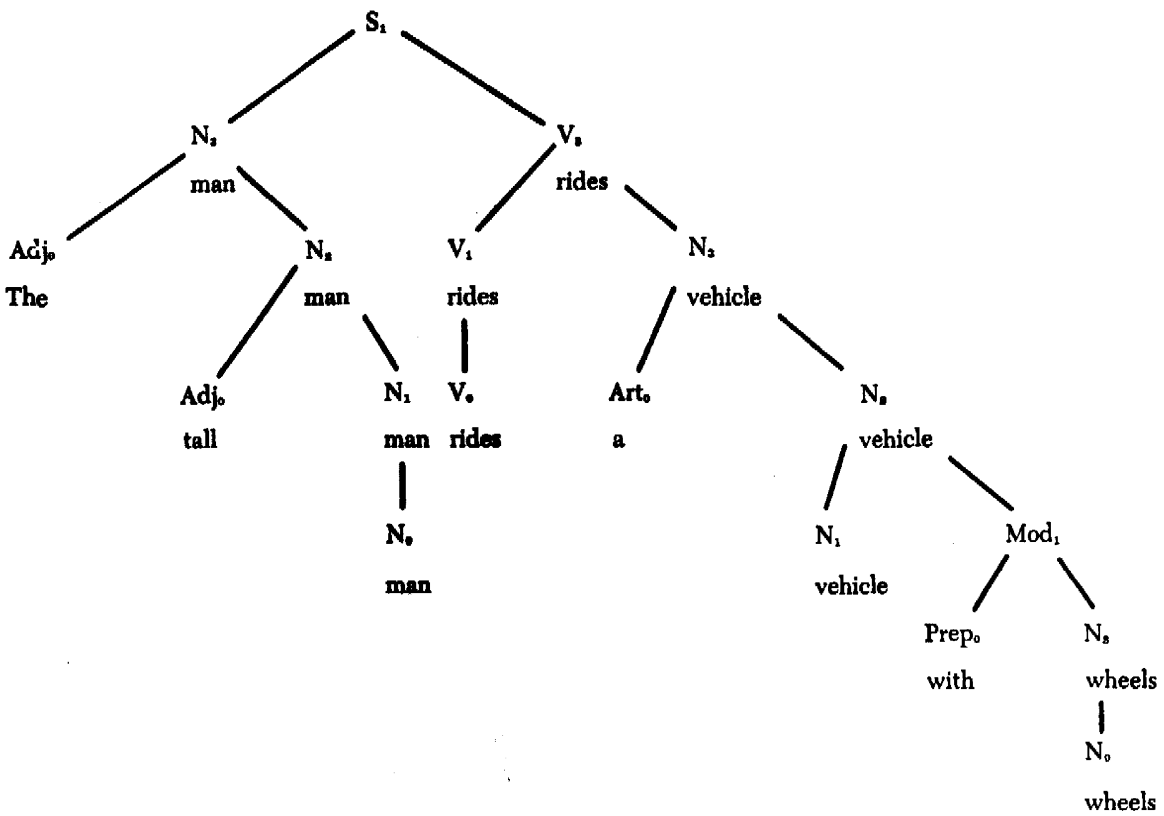 S₁
N₃ V₃
man rides
Adj₀ N₂ V₁ N₃
The man rides vehicle
Adj₀ N₁ V₀ Art₀ N₂
tall man rides a vehicle
N₀ N₁ Mod₁
man vehicle
Prep₀ N₂
with wheels
N₀
wheels